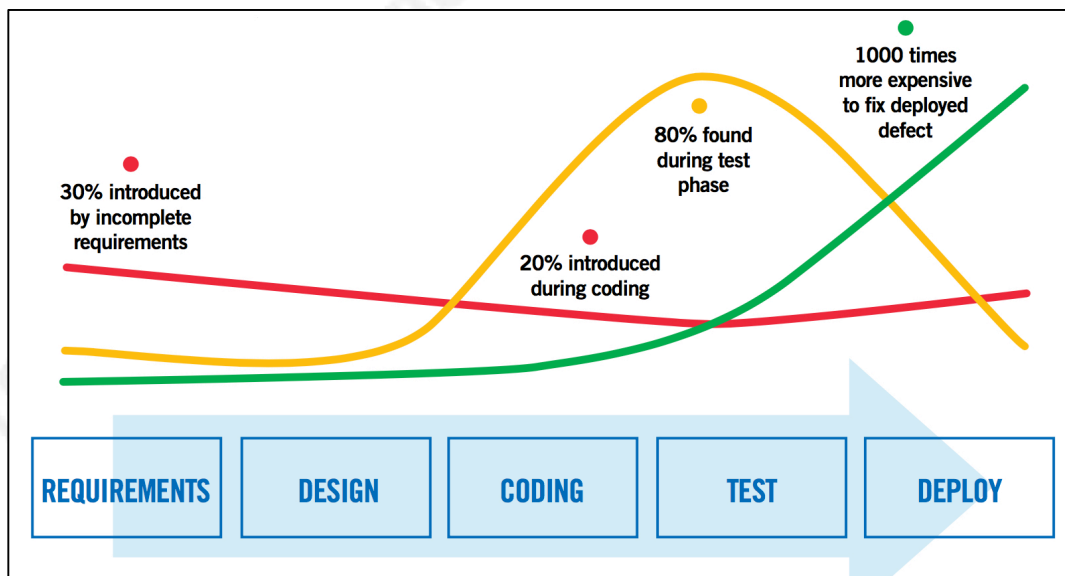 1000 times
more expensive
to fix deployed
defect
80% found
during test
phase
30% introduced
by incomplete
requirements
20% introduced
during coding
REQUIREMENTS
DESIGN
CODING
TEST
DEPLOY